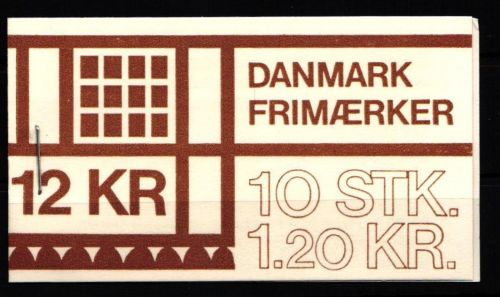 DANMARK
FRIMÆRKER
12 KR
10 STK.
1.20 KR.